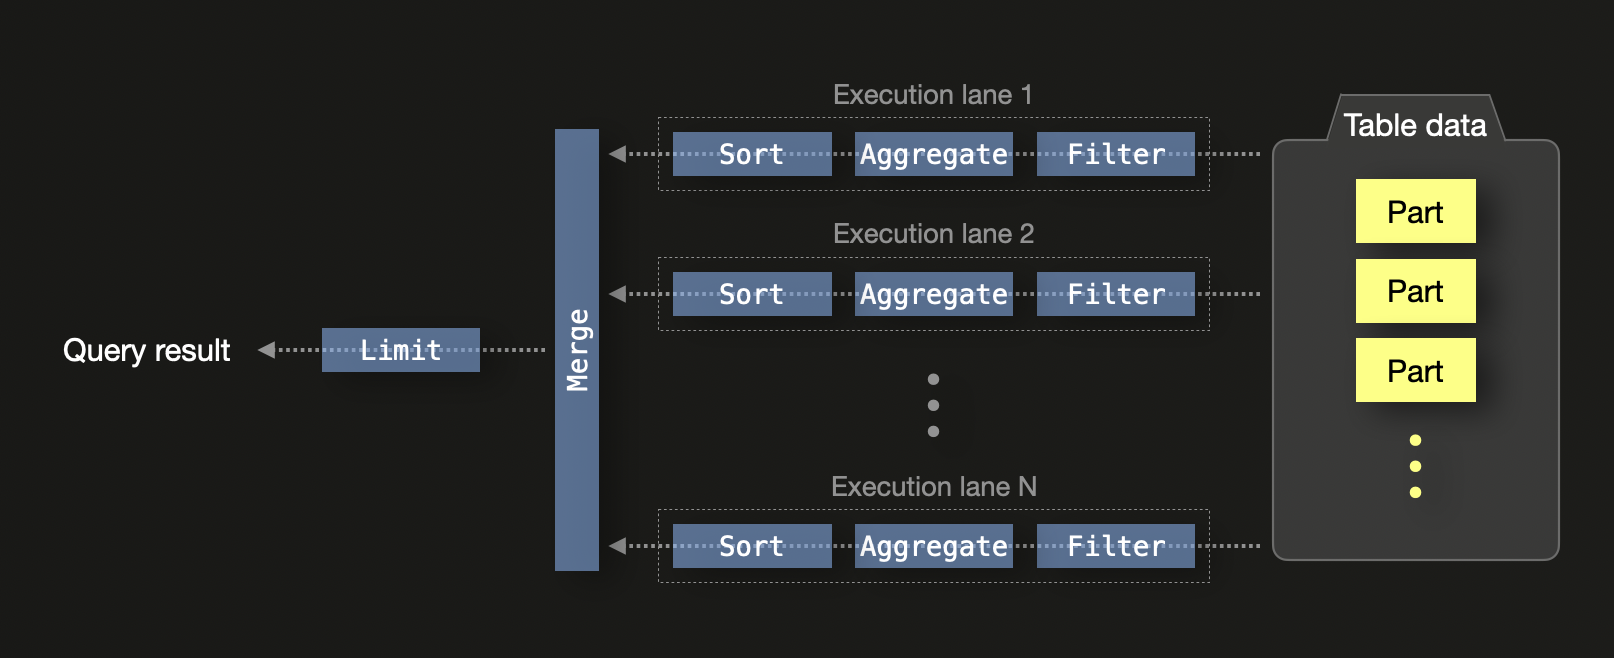 Execution lane 1
Sort Aggregate Filter
Execution lane 2
Sort Aggregate Filter
Execution lane N
Sort Aggregate Filter
Table data
Part
Part
Part
Merge
Limit
Query result